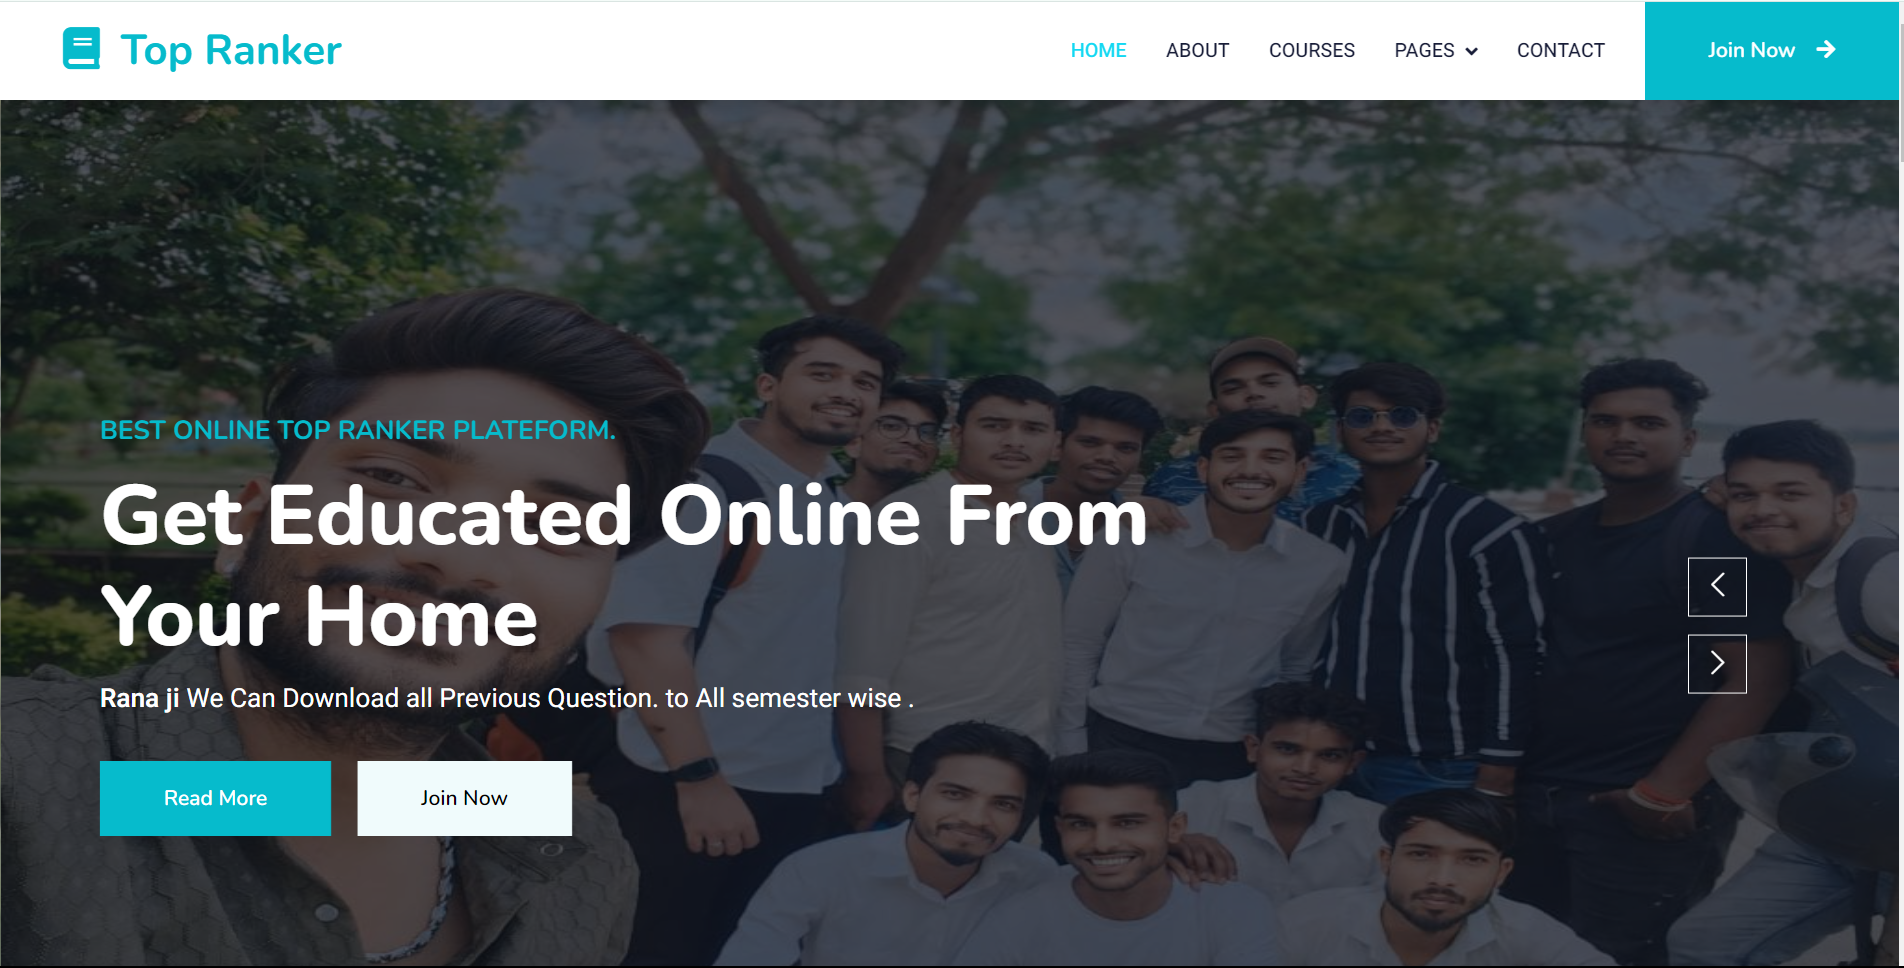 Top Ranker
HOME ABOUT COURSES PAGES CONTACT Join Now
BEST ONLINE TOP RANKER PLATEFORM.
Get Educated Online From
Your Home
Rana ji We Can Download all Previous Question. to All semester wise .
Read More Join Now